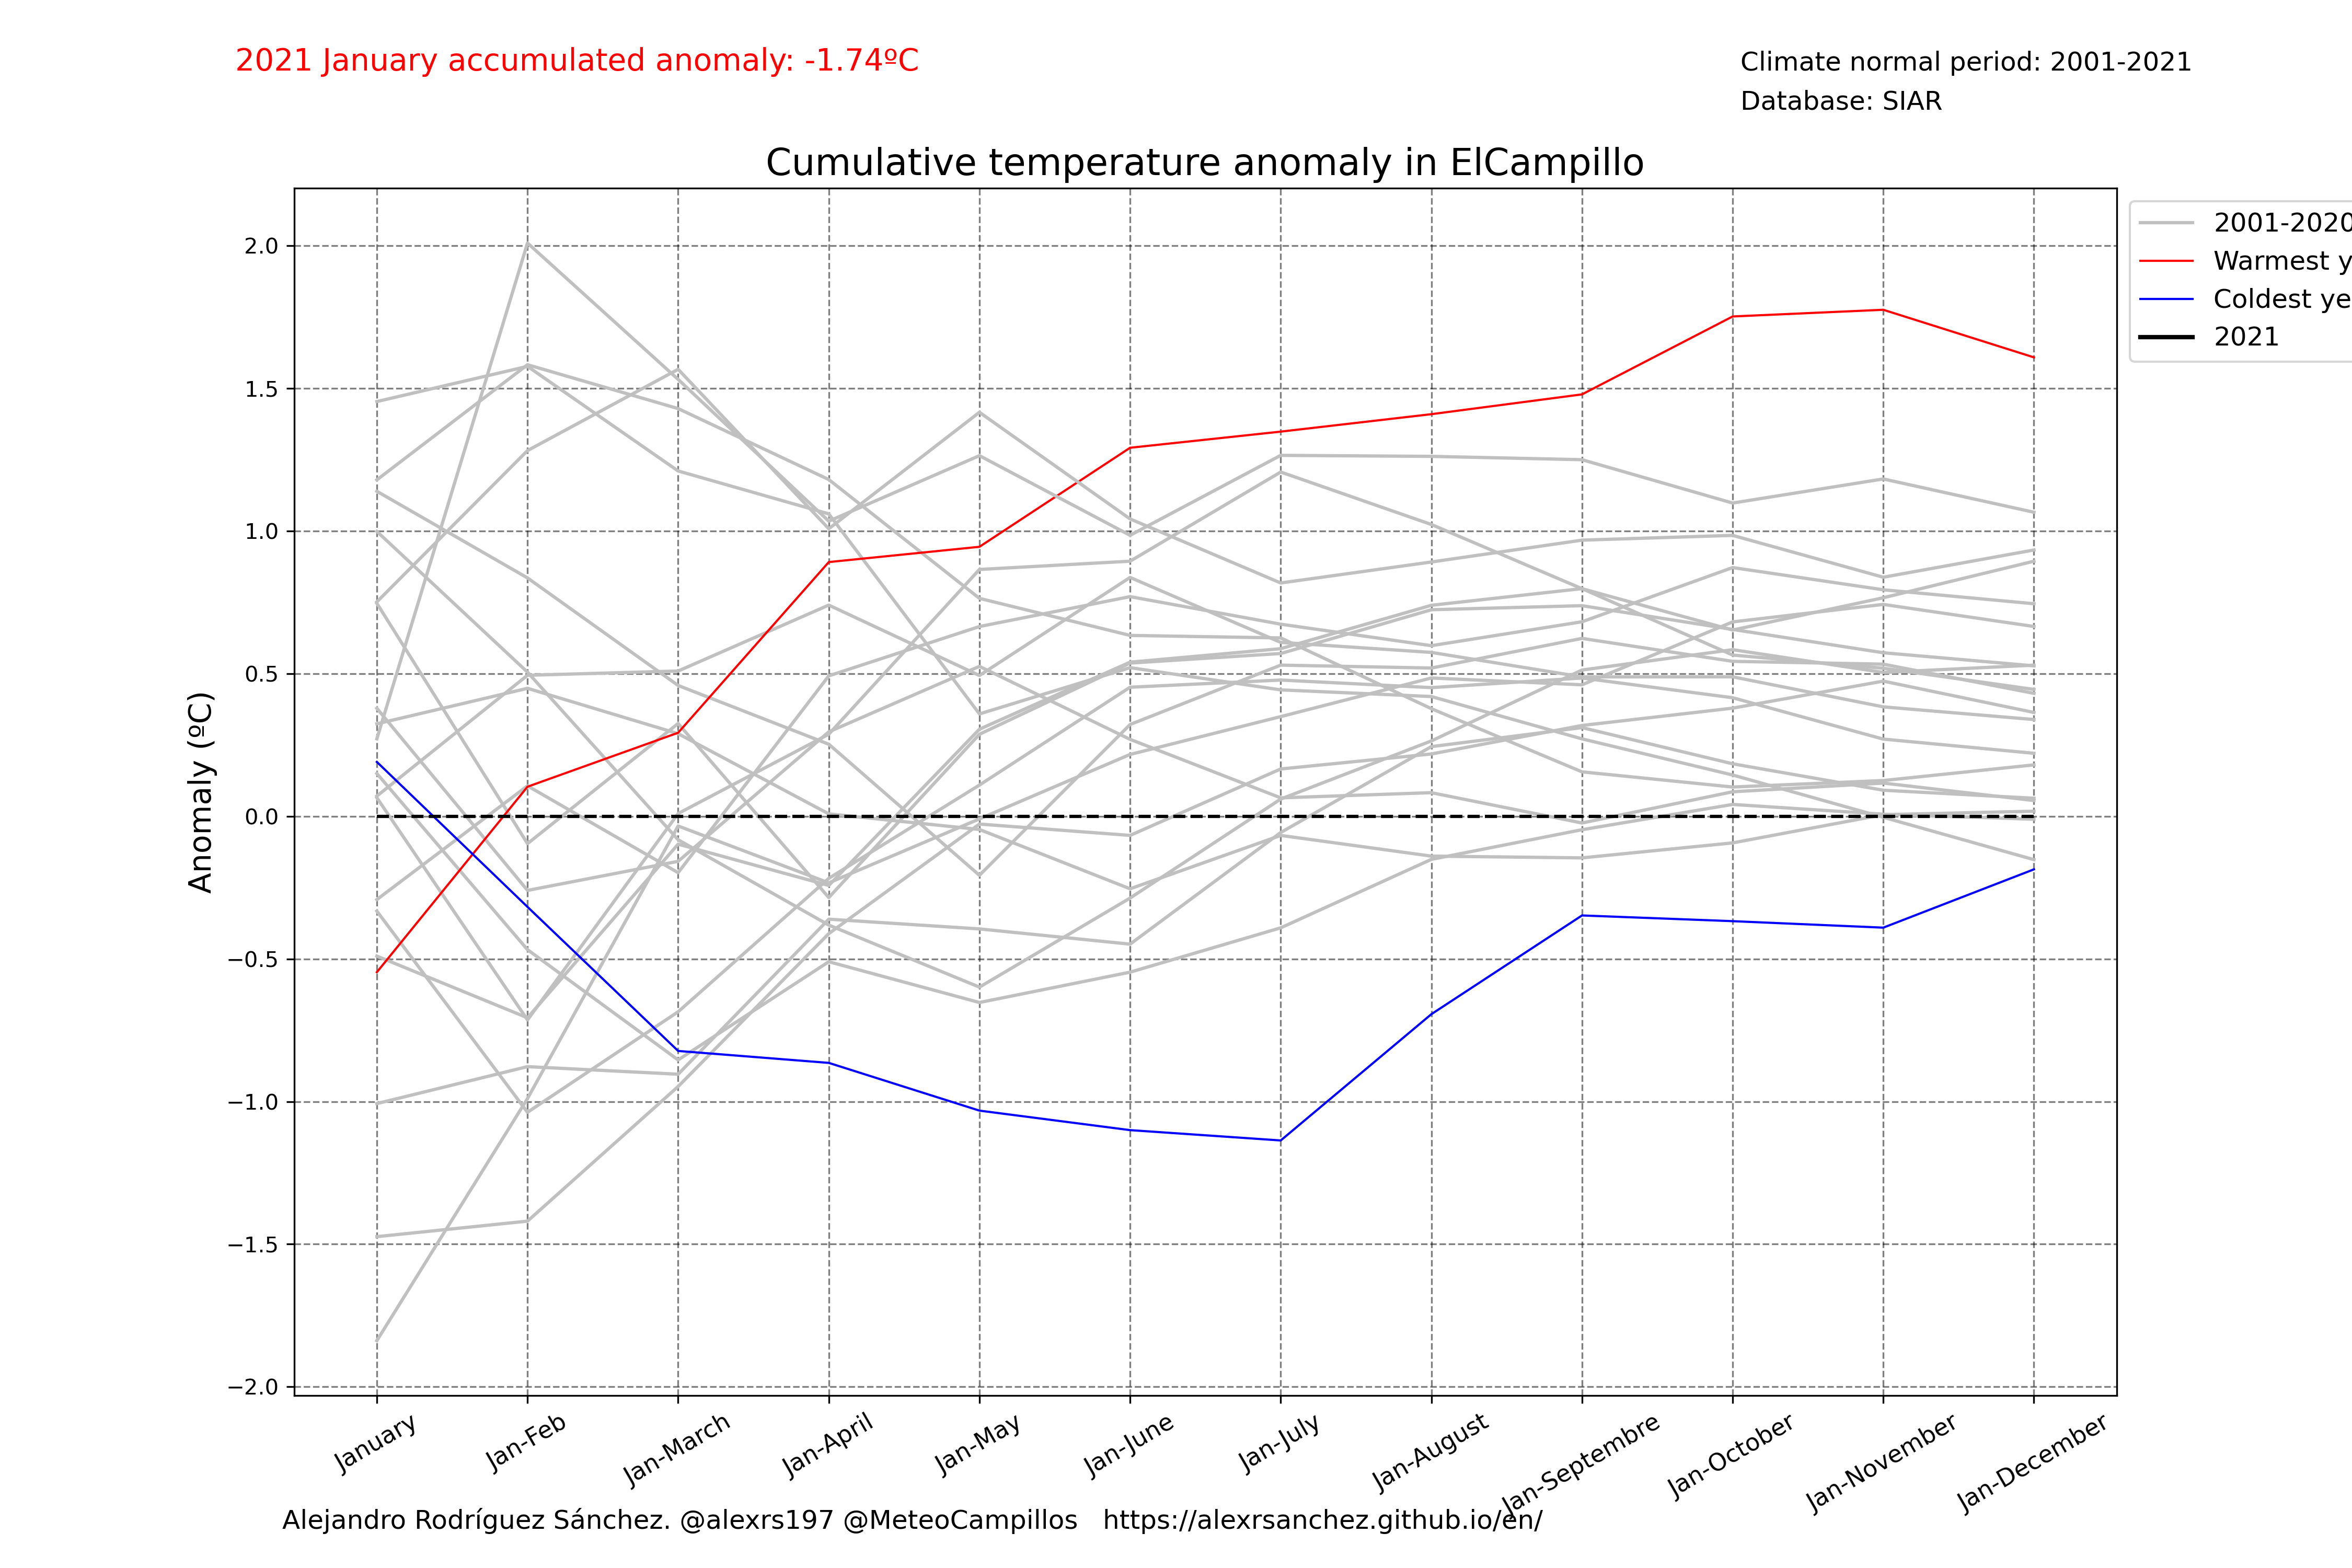 2021 January accumulated anomaly: -1.74ºC
Climate normal period: 2001-2021
Database: SIAR
Cumulative temperature anomaly in ElCampillo
2001-2020
Warmest y
Coldest ye
2021
Anomaly (ºC)
2.0
1.5
1.0
0.5
0.0
−0.5
−1.0
−1.5
−2.0
January
Jan-Feb
Jan-March
Jan-April
Jan-May
Jan-June
Jan-July
Jan-August
Jan-Septembre
Jan-October
Jan-November
Jan-December
Alejandro Rodríguez Sánchez. @alexrs197 @MeteoCampillos https://alexrsanchez.github.io/en/